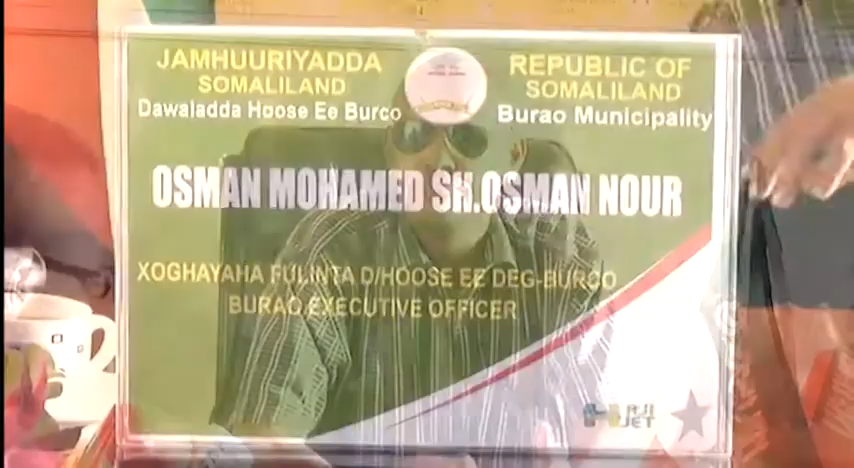 JAMHUURIYADDA
SOMALILAND
Dawaladda Hoose Ee Burco
REPUBLIC OF
SOMALILAND
Burao Municipality
OSMAN MOHAMED SH.OSMAN NOUR
XOGHAYAHA FULINTA D/HOOSE EE DEG-BURCO
BURAO EXECUTIVE OFFICER
JET